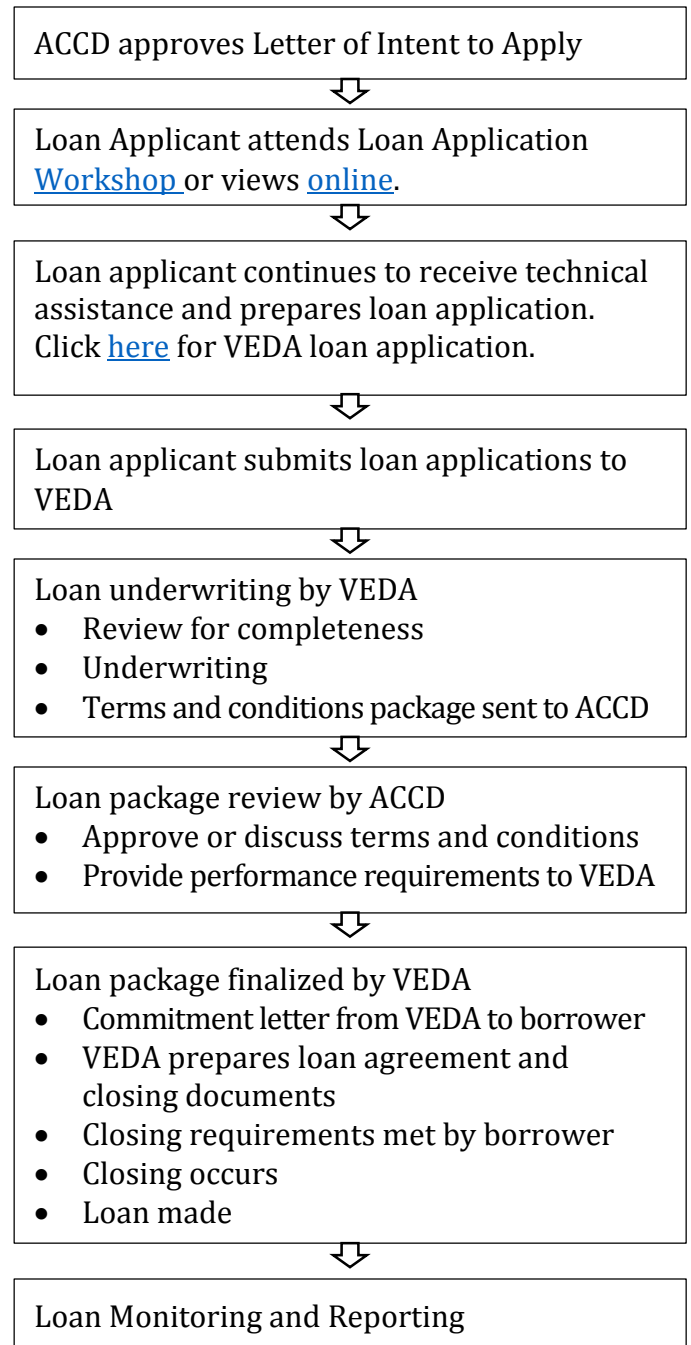 ACCD approves Letter of Intent to Apply
Loan Applicant attends Loan Application
Workshop or views online.
Loan applicant continues to receive technical
assistance and prepares loan application.
Click here for VEDA loan application.
Loan applicant submits loan applications to
VEDA
Loan underwriting by VEDA
• Review for completeness
• Underwriting
• Terms and conditions package sent to ACCD
Loan package review by ACCD
• Approve or discuss terms and conditions
• Provide performance requirements to VEDA
Loan package finalized by VEDA
• Commitment letter from VEDA to borrower
• VEDA prepares loan agreement and
closing documents
• Closing requirements met by borrower
• Closing occurs
• Loan made
Loan Monitoring and Reporting